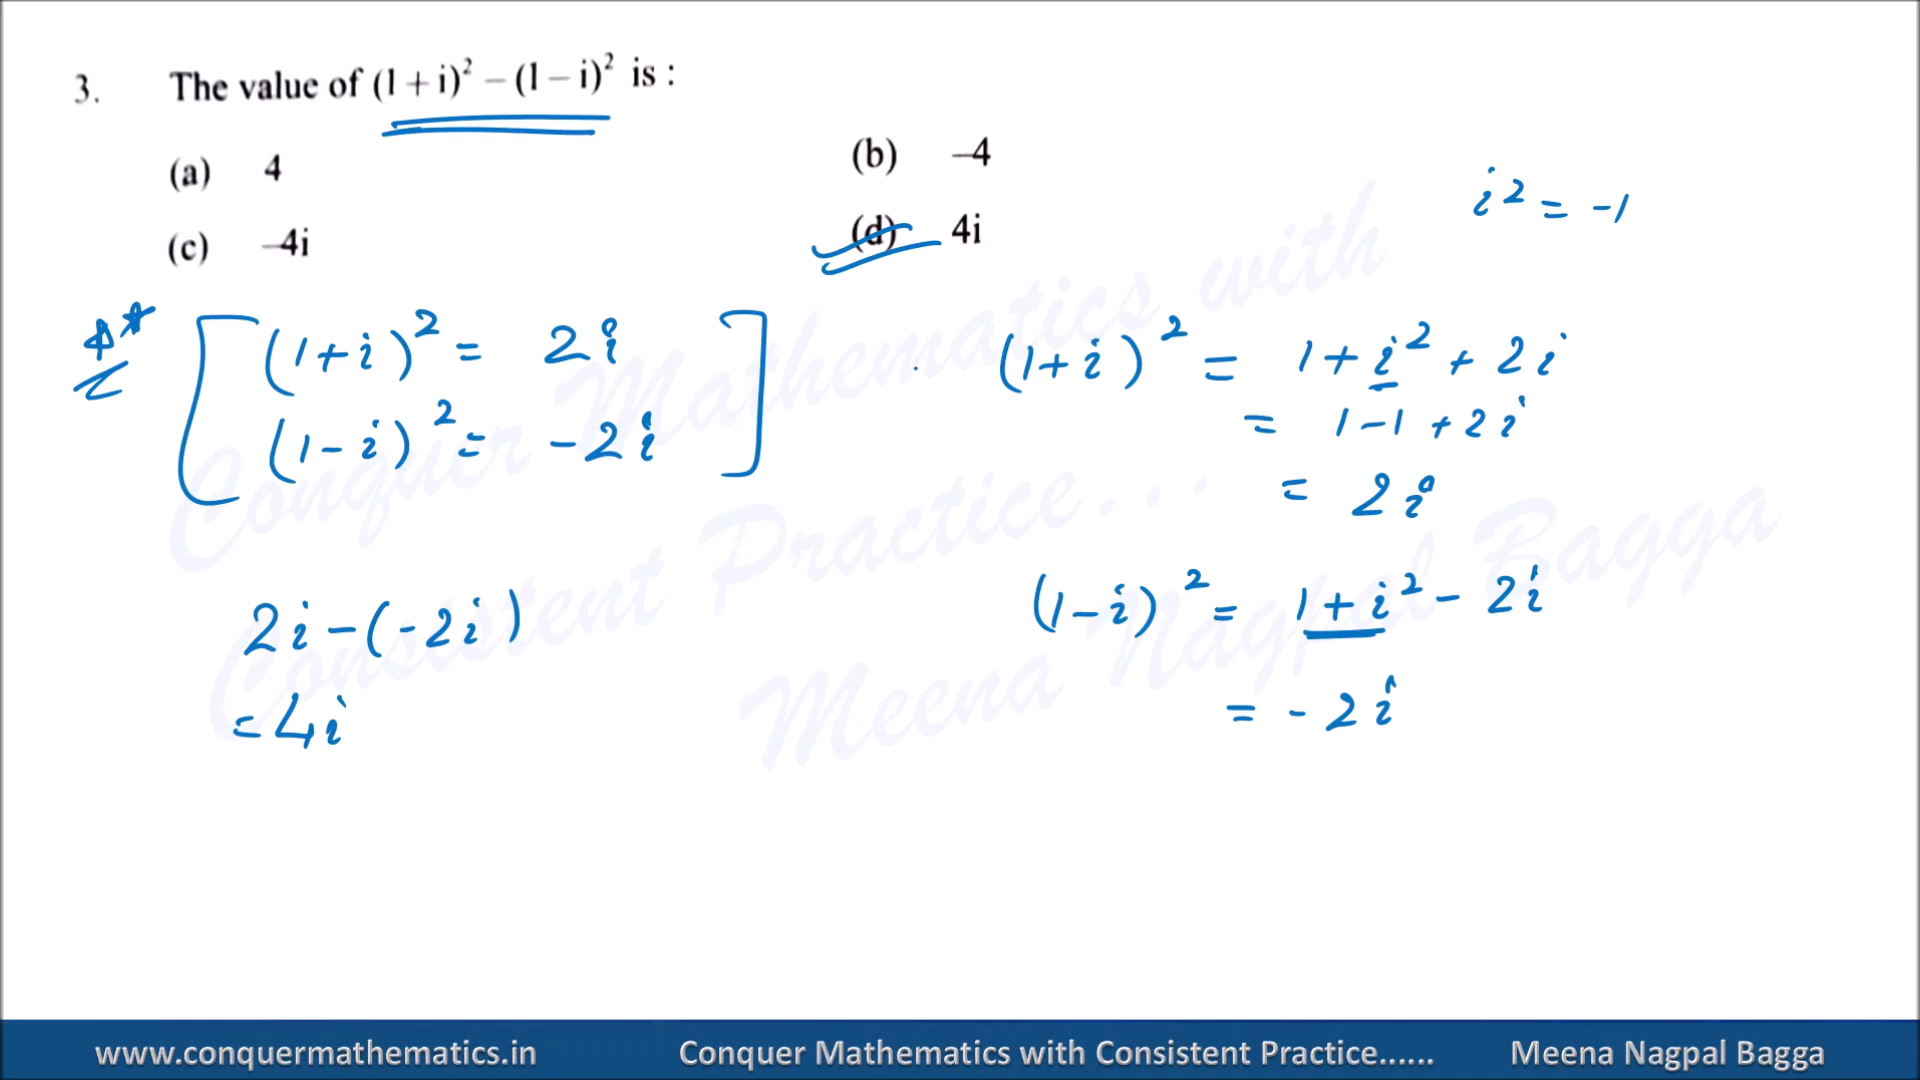 3. The value of (1 + i)² – (1 – i)² is :
(a) 4
(b) –4
(c) –4i
(d) 4i
i² = -1
(1+i)² = 2i
(1-i)² = -2i
(1+i)² = 1+i² + 2i
= 1-1 +2i
= 2i
2i-(-2i)
=4i
(1-i)² = 1+i² - 2i
= -2i
Conquer Mathematics with
Consistent Practice...
Meena Nagpal Bagga
www.conquermathematics.in Conquer Mathematics with Consistent Practice...... Meena Nagpal Bagga